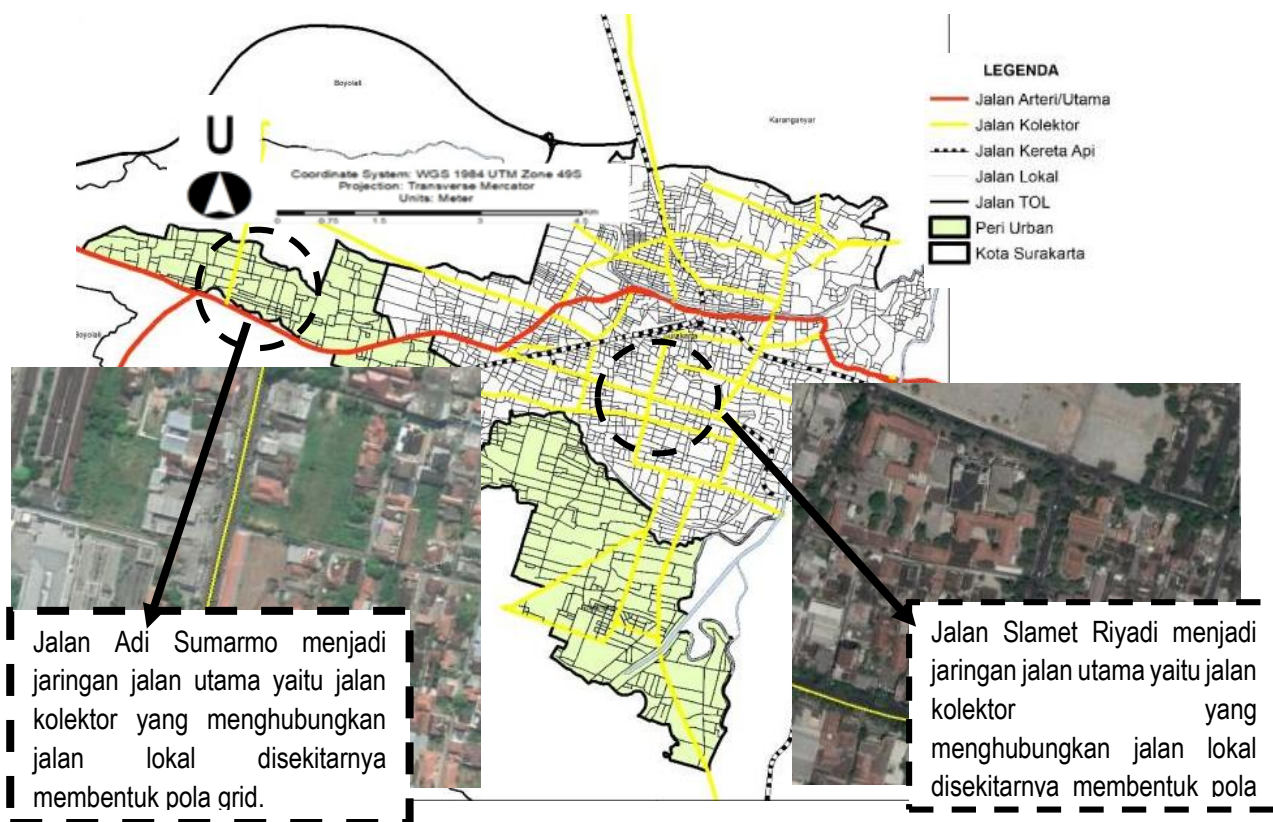 Boyolali
Karanganyar
U
Coordinate System: WGS 1984 UTM Zone 49S
Projection: Transverse Mercator
Units: Meter
Km
0 0.75 1.5 3 4.5
LEGENDA
Jalan Arteri/Utama
Jalan Kolektor
Jalan Kereta Api
Jalan Lokal
Jalan TOL
Peri Urban
Kota Surakarta
Boyolali
Surakarta
Jalan Adi Sumarmo menjadi
jaringan jalan utama yaitu jalan
kolektor yang menghubungkan
jalan lokal disekitarnya
membentuk pola grid.
Jalan Slamet Riyadi menjadi
jaringan jalan utama yaitu jalan
kolektor yang
menghubungkan jalan lokal
disekitarnya membentuk pola